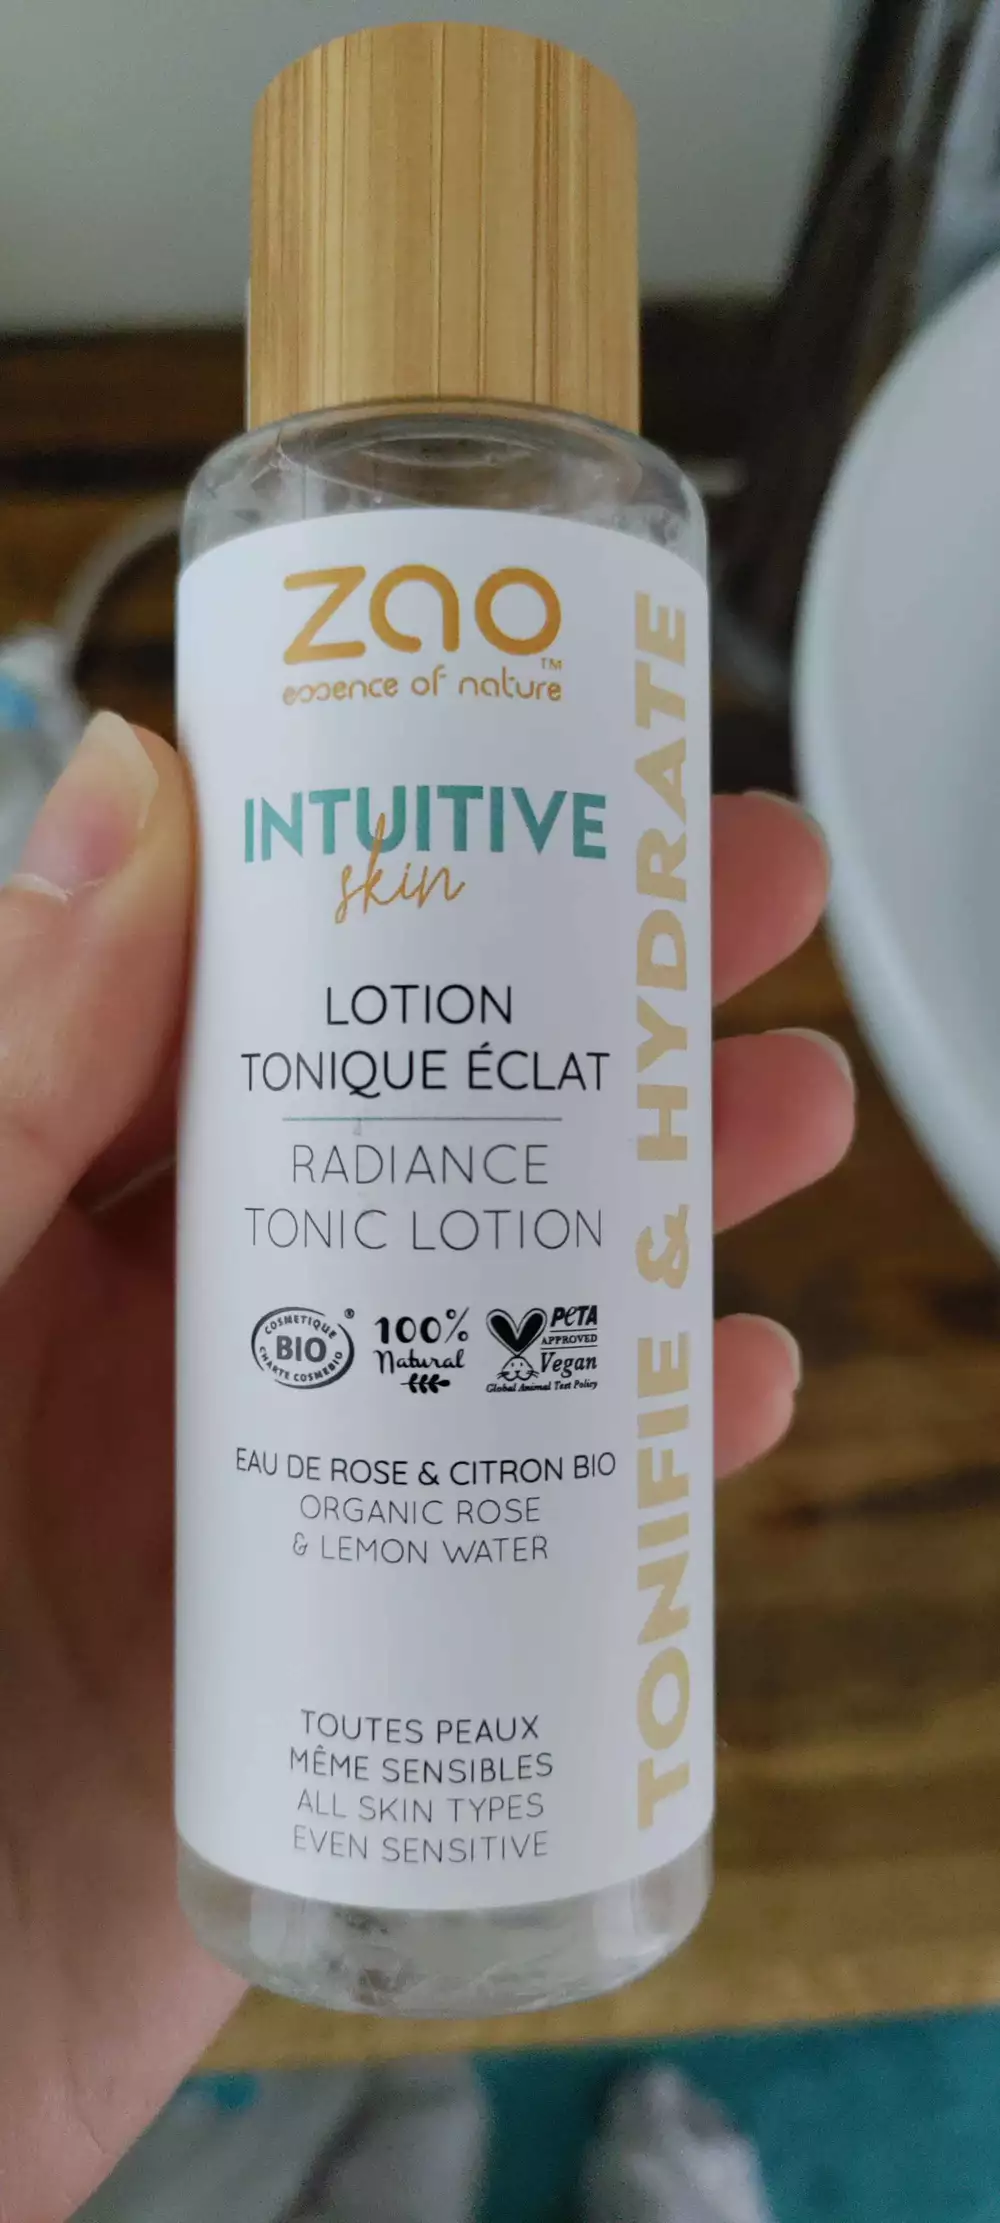 zao
TM
essence of nature
INTUITIVE
skin
LOTION
TONIQUE ÉCLAT
RADIANCE
TONIC LOTION
COSMETIQUE
BIO
®
CHARTE COSMEBIO
100%
Natural
PETA
APPROVED
Vegan
Global Animal Test Policy
EAU DE ROSE & CITRON BIO
ORGANIC ROSE
& LEMON WATER
TOUTES PEAUX
MÊME SENSIBLES
ALL SKIN TYPES
EVEN SENSITIVE
TONIFIE & HYDRATE